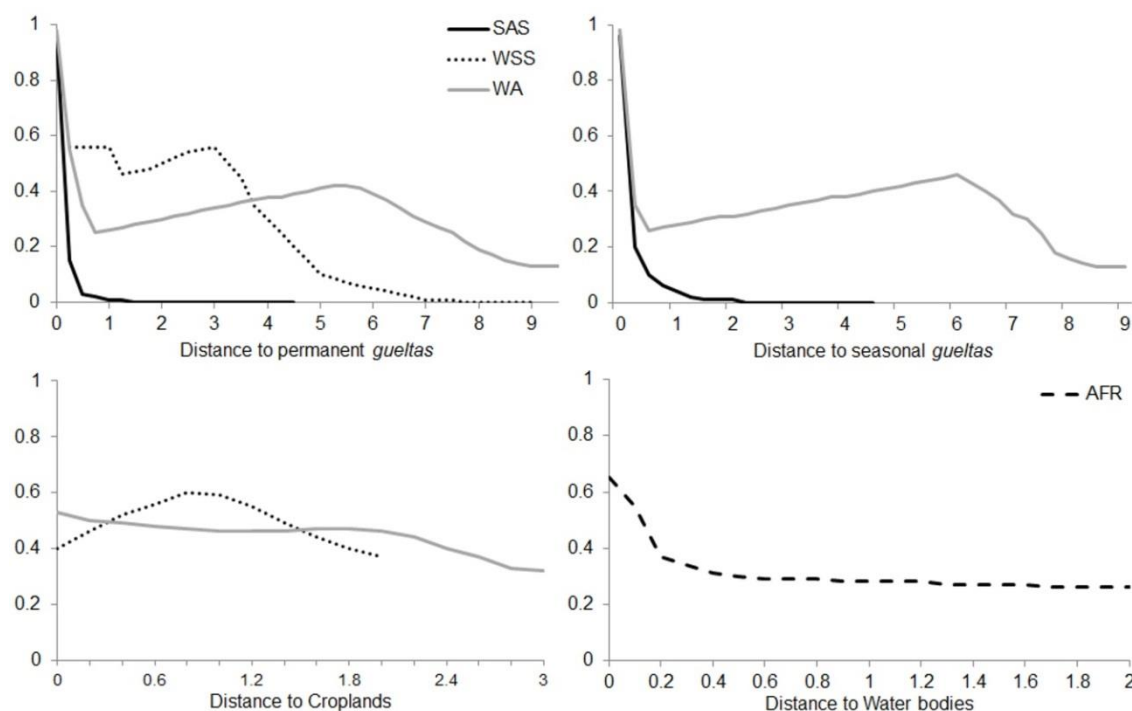 1
0.8
0.6
0.4
0.2
0
0 1 2 3 4 5 6 7 8 9
Distance to permanent gueltas
SAS
WSS
WA
1
0.8
0.6
0.4
0.2
0
0 1 2 3 4 5 6 7 8 9
Distance to seasonal gueltas
1
0.8
0.6
0.4
0.2
0
0 0.6 1.2 1.8 2.4 3
Distance to Croplands
1
0.8
0.6
0.4
0.2
0
0 0.2 0.4 0.6 0.8 1 1.2 1.4 1.6 1.8 2
Distance to Water bodies
AFR